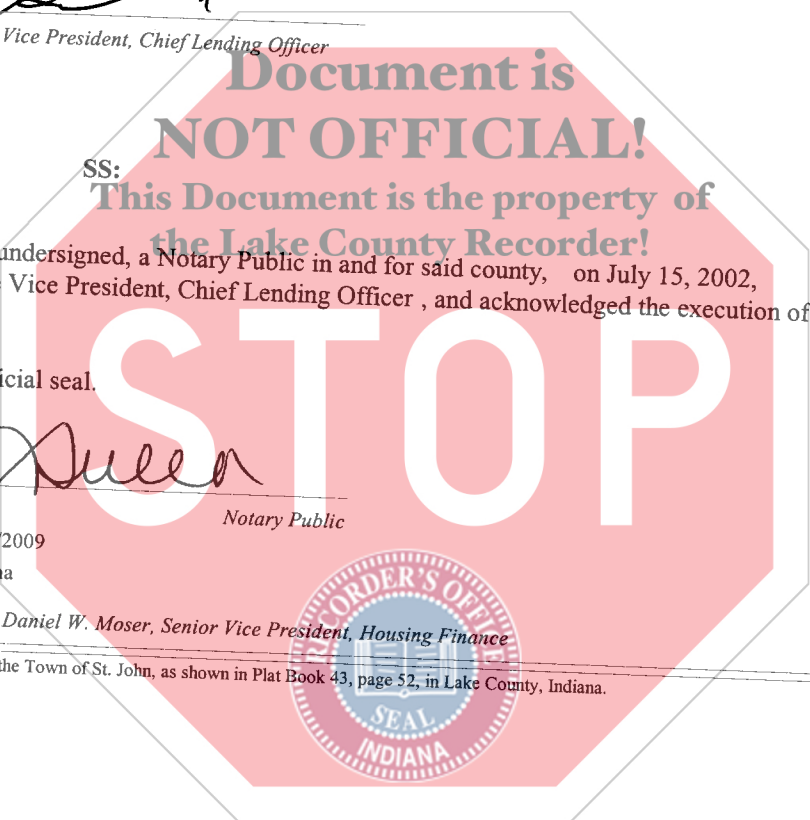 Vice President, Chief Lending Officer
Document is
NOT OFFICIAL!
SS:
This Document is the property of
the Lake County Recorder!
undersigned, a Notary Public in and for said county, on July 15, 2002,
Vice President, Chief Lending Officer , and acknowledged the execution of
STOP
icial seal.
Notary Public
/2009
na
RECORDER'S OFFICE
Daniel W. Moser, Senior Vice President, Housing Finance
the Town of St. John, as shown in Plat Book 43, page 52, in Lake County, Indiana.
SEAL
INDIANA